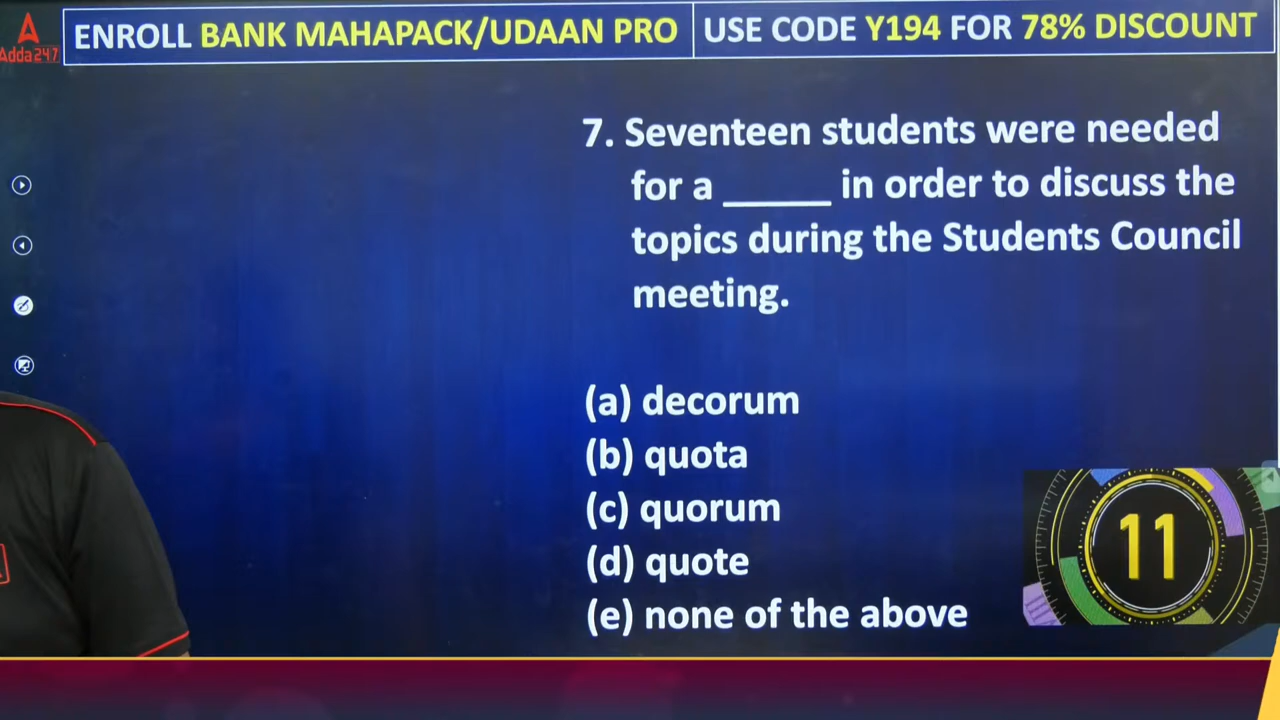 ENROLL BANK MAHAPACK/UDAAN PRO
USE CODE Y194 FOR 78% DISCOUNT
Adda247
7. Seventeen students were needed
for a ______ in order to discuss the
topics during the Students Council
meeting.
(a) decorum
(b) quota
(c) quorum
(d) quote
(e) none of the above
11